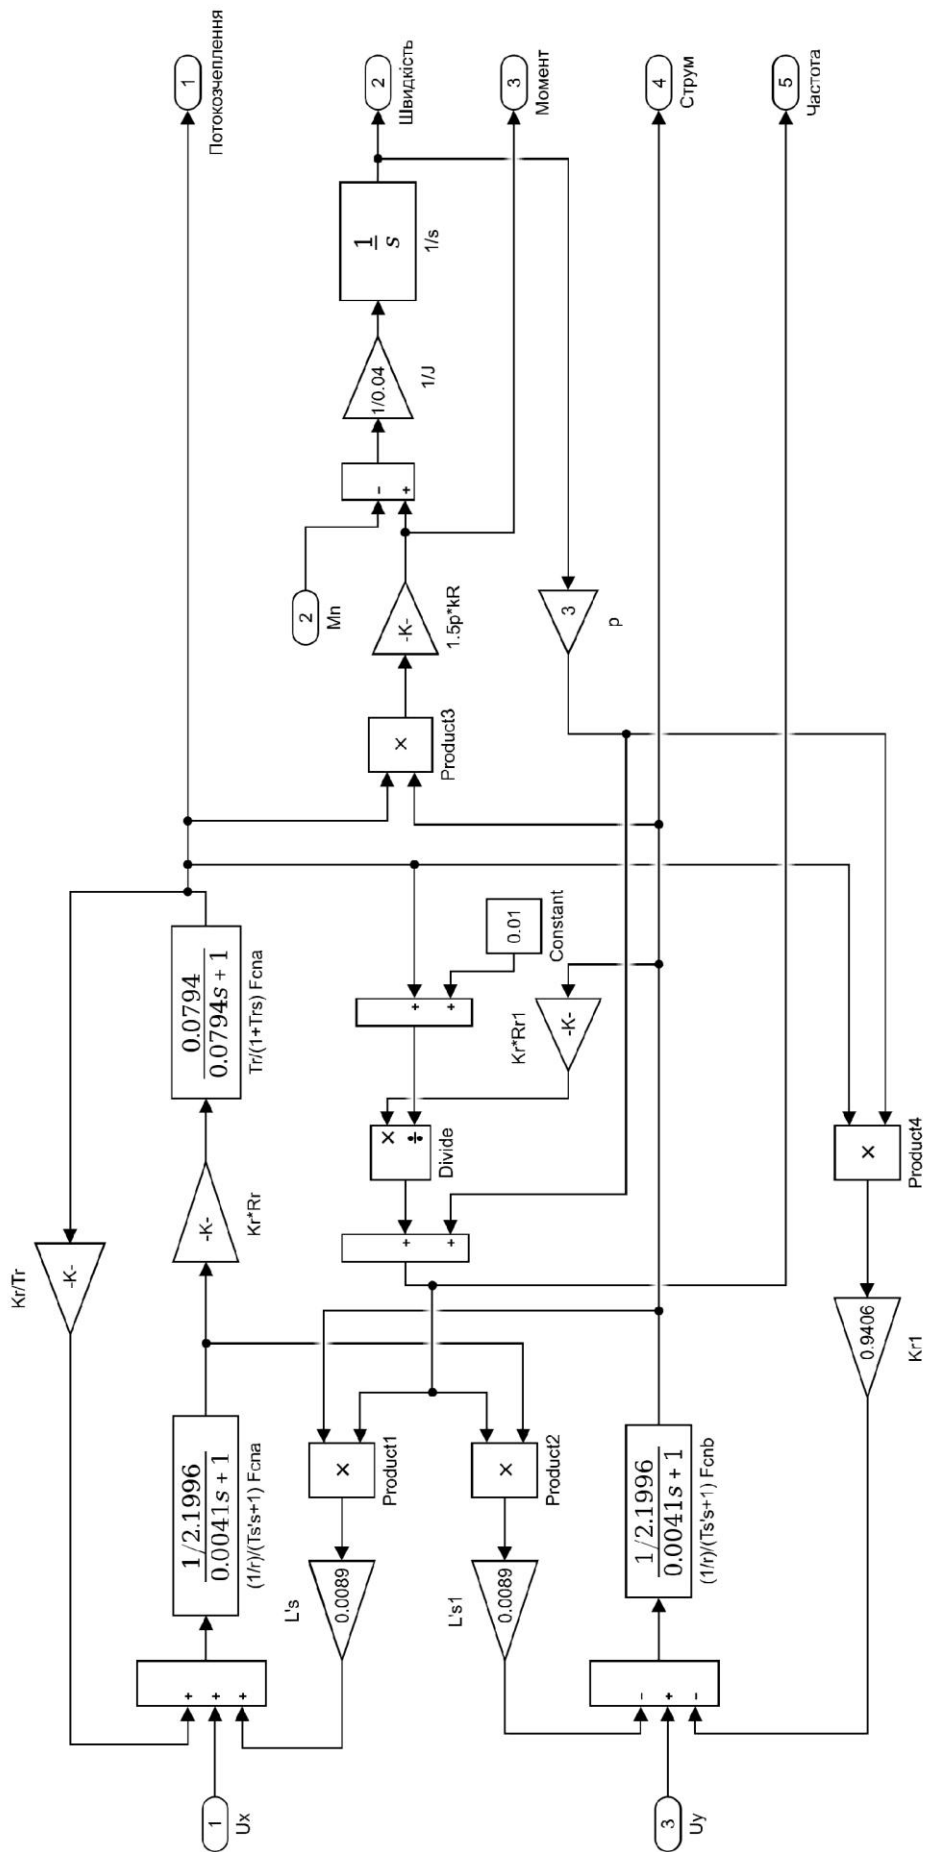 1
Ux
+
+
+
1/2.1996
0.0041s + 1
(1/r)/(Ts's+1) Fcna
-K-
Kr*Rr
0.0794
0.0794s + 1
Tr/(1+Trs) Fcna
-K-
Kr/Tr
1
Потокозчеплення
0.0089
L's
×
Product1
0.0089
L's1
×
Product2
+
+
×
÷
Divide
+
+
0.01
Constant
-K-
Kr*Rr1
×
Product3
-K-
1.5p*kR
2
Mn
-
+
1/0.04
1/J
1
s
1/s
2
Швидкість
3
Момент
3
p
3
Uy
-
+
-
1/2.1996
0.0041s + 1
(1/r)/(Ts's+1) Fcnb
4
Струм
5
Частота
0.9406
Kr1
×
Product4